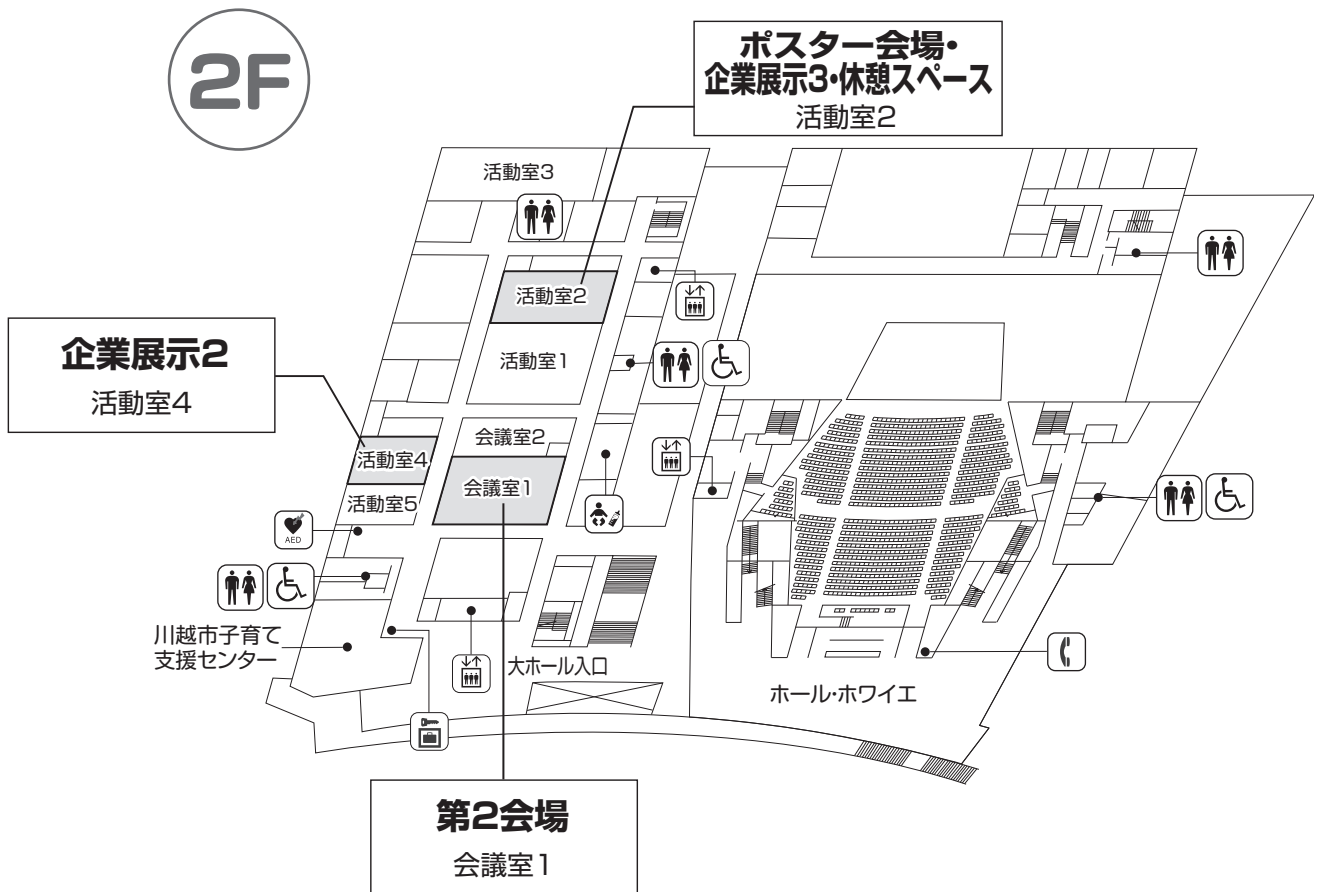 2F
ポスター会場・
企業展示3・休憩スペース
活動室2
活動室3
活動室2
活動室1
企業展示2
活動室4
会議室2
活動室4
会議室1
活動室5
AED
川越市子育て
支援センター
大ホール入口
ホール・ホワイエ
第2会場
会議室1